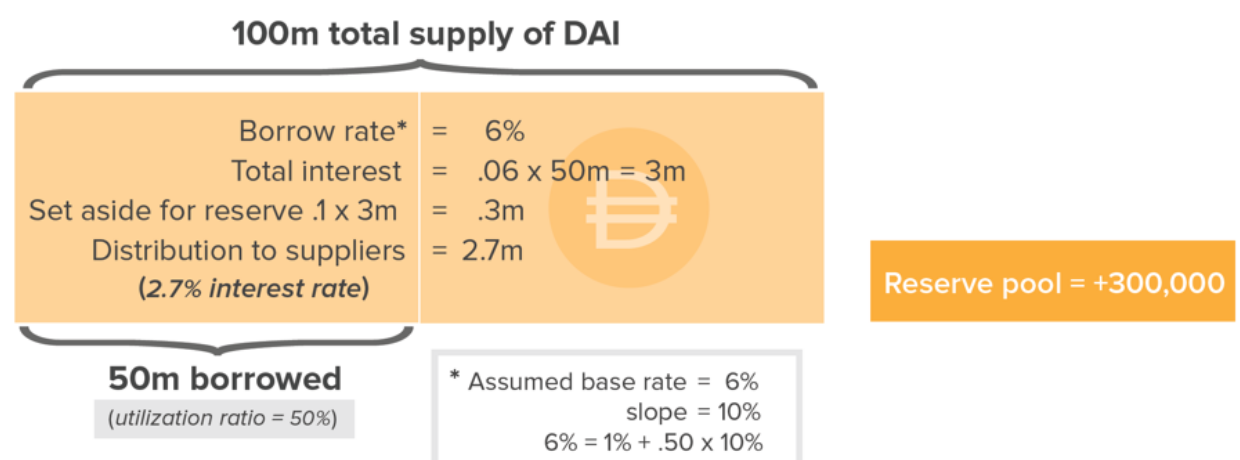 100m total supply of DAI
Borrow rate* = 6%
Total interest = .06 x 50m = 3m
Set aside for reserve .1 x 3m = .3m
Distribution to suppliers = 2.7m
(2.7% interest rate)
Reserve pool = +300,000
50m borrowed
(utilization ratio = 50%)
* Assumed base rate = 6%
slope = 10%
6% = 1% + .50 x 10%